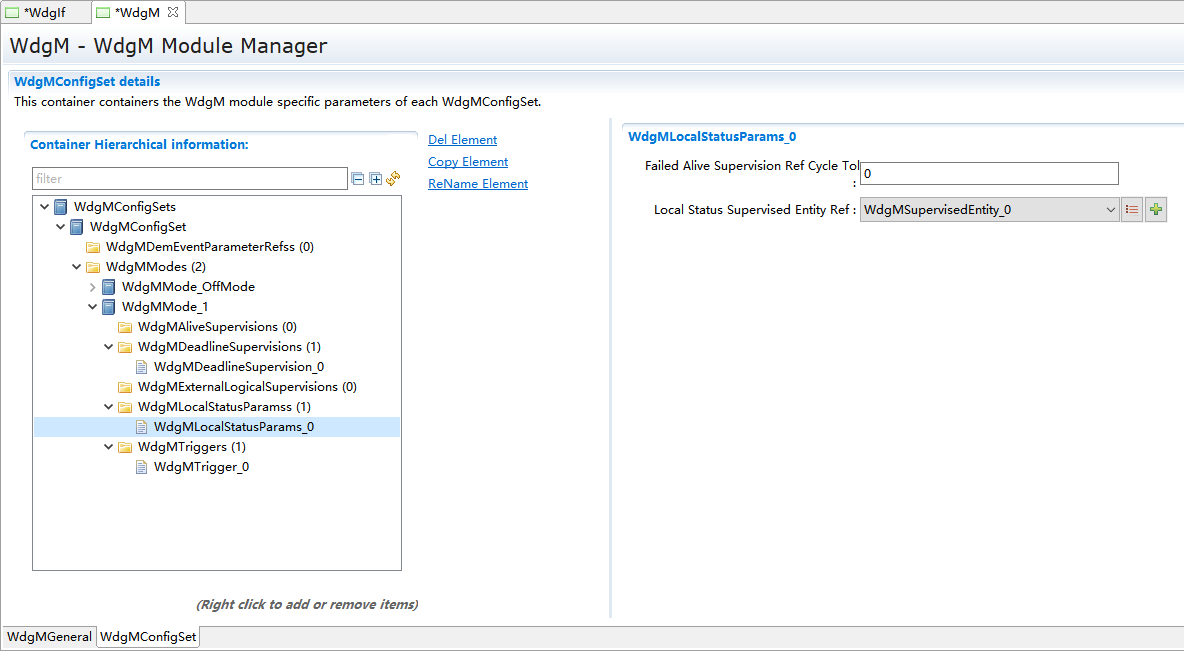 *WdgIf
*WdgM
WdgM - WdgM Module Manager
WdgMConfigSet details
This container containers the WdgM module specific parameters of each WdgMConfigSet.
Container Hierarchical information:
filter
Del Element
Copy Element
ReName Element
WdgMConfigSets
WdgMConfigSet
WdgMDemEventParameterRefss (0)
WdgMModes (2)
WdgMMode_OffMode
WdgMMode_1
WdgMAliveSupervisions (0)
WdgMDeadlineSupervisions (1)
WdgMDeadlineSupervision_0
WdgMExternalLogicalSupervisions (0)
WdgMLocalStatusParamss (1)
WdgMLocalStatusParams_0
WdgMTriggers (1)
WdgMTrigger_0
(Right click to add or remove items)
WdgMLocalStatusParams_0
Failed Alive Supervision Ref Cycle Tol
:
0
Local Status Supervised Entity Ref :
WdgMSupervisedEntity_0
WdgMGeneral
WdgMConfigSet